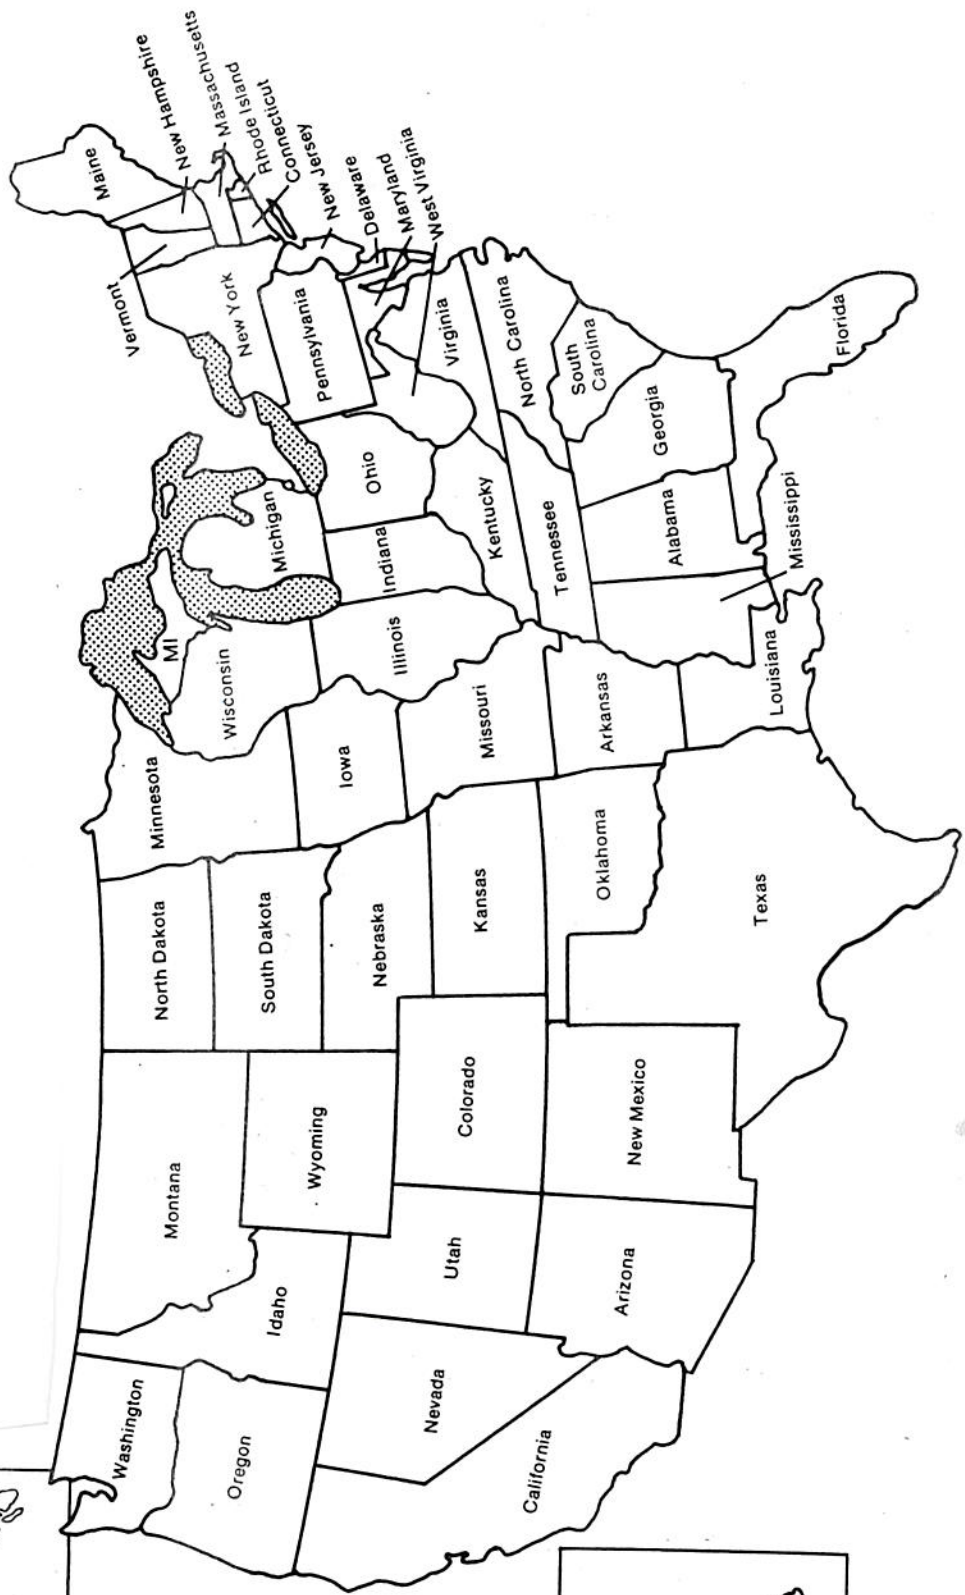 Washington
Oregon
California
Nevada
Idaho
Montana
Wyoming
Utah
Arizona
Colorado
New Mexico
North Dakota
South Dakota
Nebraska
Kansas
Oklahoma
Texas
Minnesota
Iowa
Missouri
Arkansas
Louisiana
Wisconsin
Illinois
MI
Michigan
Indiana
Ohio
Kentucky
Tennessee
Mississippi
Alabama
Georgia
Florida
South
Carolina
North Carolina
Virginia
West Virginia
Maryland
Delaware
New Jersey
Pennsylvania
New York
Connecticut
Rhode Island
Massachusetts
New Hampshire
Vermont
Maine